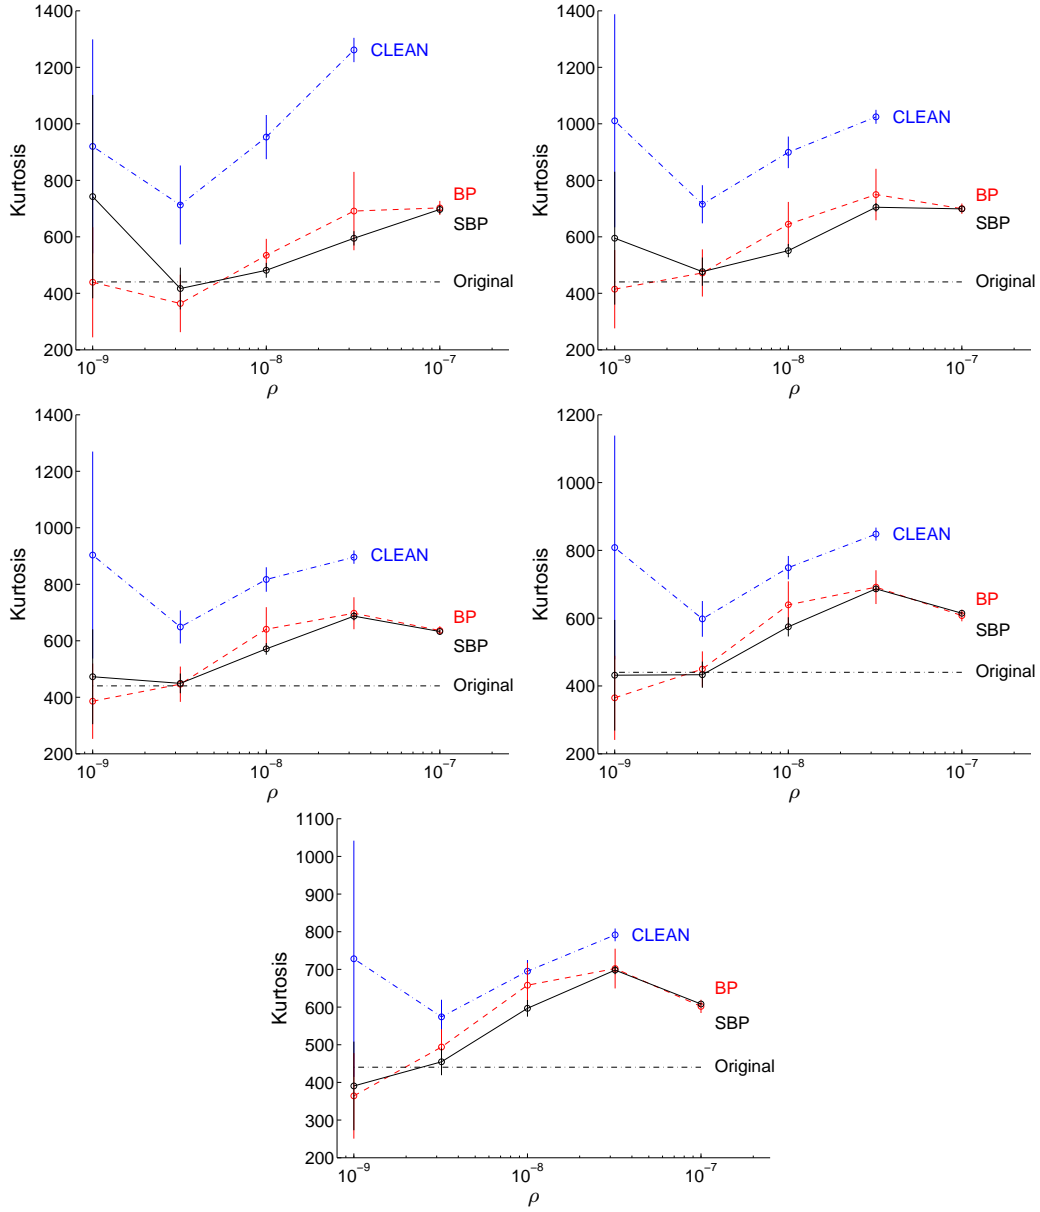 1400
1200
1000
800
600
400
200
Kurtosis
CLEAN
BP
SBP
Original
10⁻⁹
10⁻⁸
10⁻⁷
ρ
1400
1200
1000
800
600
400
200
Kurtosis
CLEAN
BP
SBP
Original
10⁻⁹
10⁻⁸
10⁻⁷
ρ
1400
1200
1000
800
600
400
200
Kurtosis
CLEAN
BP
SBP
Original
10⁻⁹
10⁻⁸
10⁻⁷
ρ
1200
1000
800
600
400
200
Kurtosis
CLEAN
BP
SBP
Original
10⁻⁹
10⁻⁸
10⁻⁷
ρ
1100
1000
900
800
700
600
500
400
300
200
Kurtosis
CLEAN
BP
SBP
Original
10⁻⁹
10⁻⁸
10⁻⁷
ρ